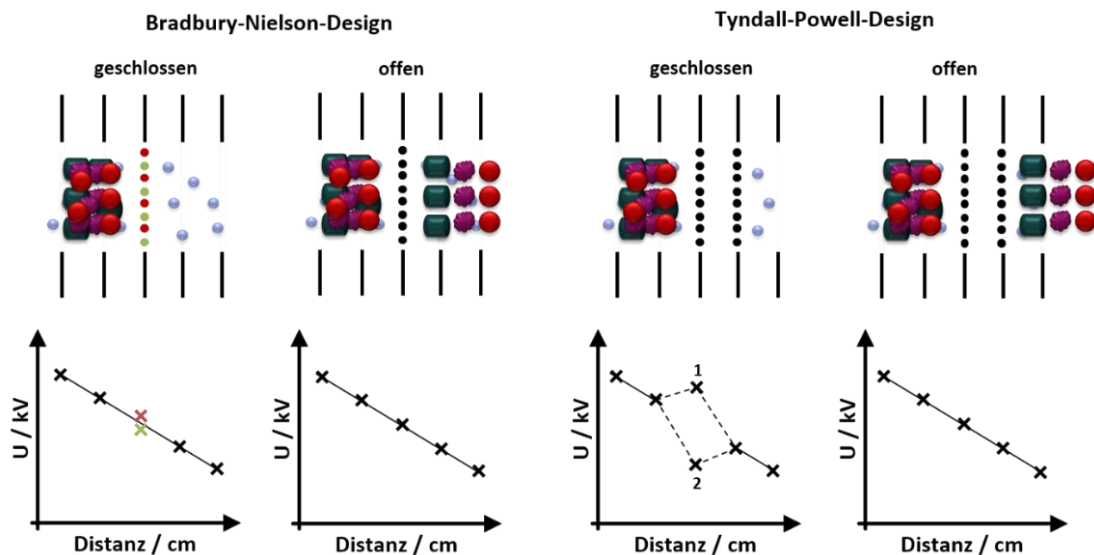 Bradbury-Nielson-Design
Tyndall-Powell-Design
geschlossen
offen
geschlossen
offen
U / kV
Distanz / cm
U / kV
Distanz / cm
1
2
U / kV
Distanz / cm
U / kV
Distanz / cm